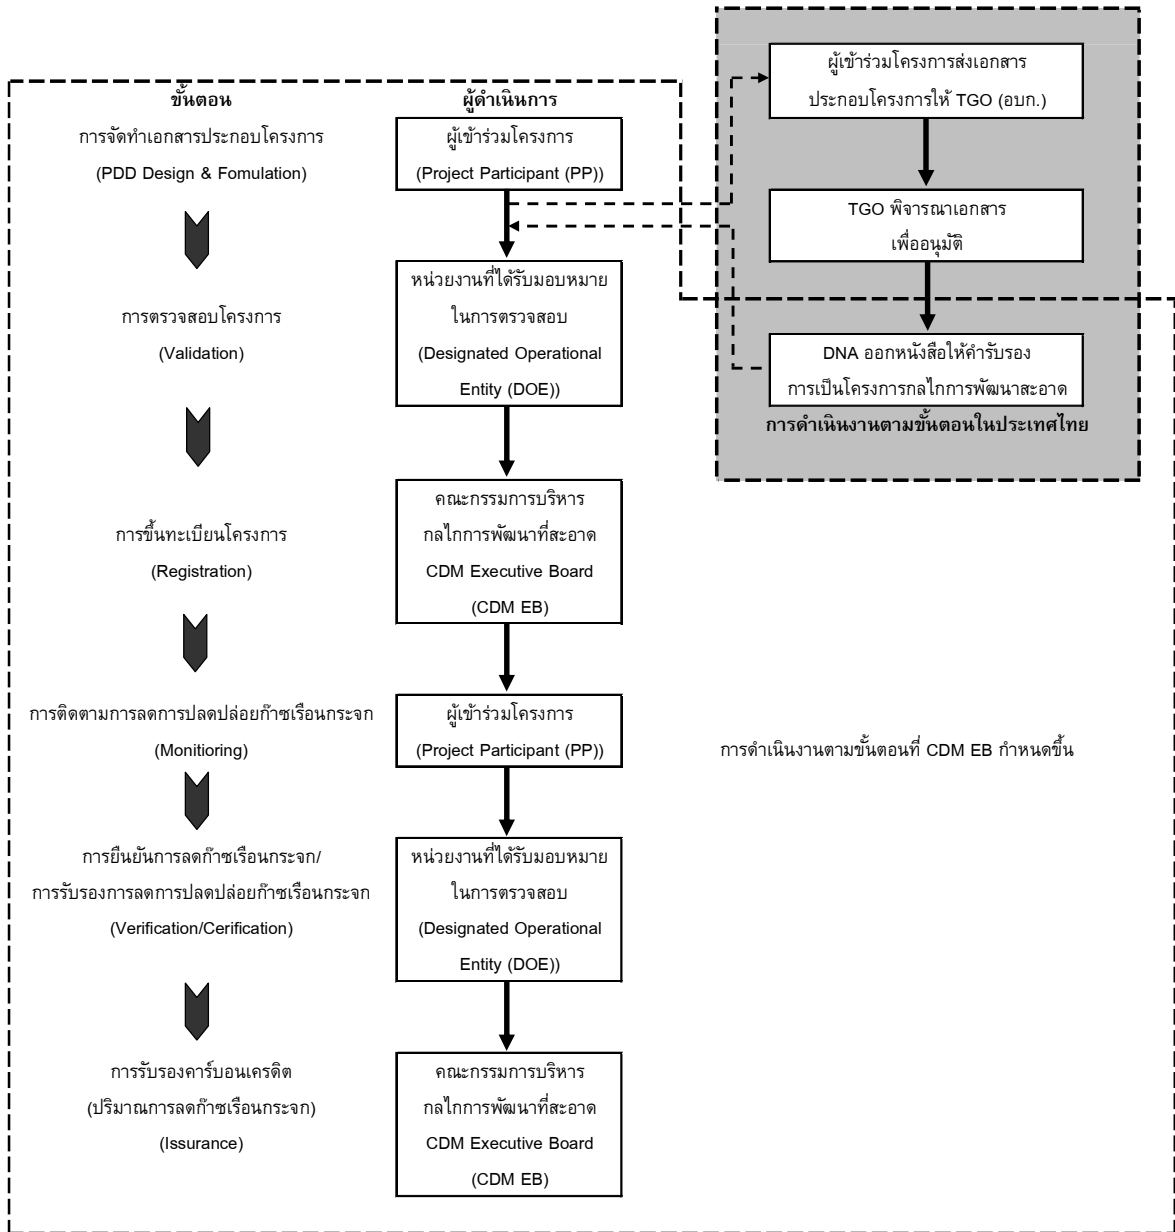 ขั้นตอน
ผู้ดำเนินการ
การจัดทำเอกสารประกอบโครงการ
(PDD Design & Fomulation)
ผู้เข้าร่วมโครงการ
(Project Participant (PP))
ผู้เข้าร่วมโครงการส่งเอกสาร
ประกอบโครงการให้ TGO (อบก.)
TGO พิจารณาเอกสาร
เพื่ออนุมัติ
DNA ออกหนังสือให้คำรับรอง
การเป็นโครงการกลไกการพัฒนาสะอาด
การดำเนินงานตามขั้นตอนในประเทศไทย
การตรวจสอบโครงการ
(Validation)
หน่วยงานที่ได้รับมอบหมาย
ในการตรวจสอบ
(Designated Operational
Entity (DOE))
การขึ้นทะเบียนโครงการ
(Registration)
คณะกรรมการบริหาร
กลไกการพัฒนาที่สะอาด
CDM Executive Board
(CDM EB)
การติดตามการลดการปลดปล่อยก๊าซเรือนกระจก
(Monitioring)
ผู้เข้าร่วมโครงการ
(Project Participant (PP))
การดำเนินงานตามขั้นตอนที่ CDM EB กำหนดขึ้น
การยืนยันการลดก๊าซเรือนกระจก/
การรับรองการลดการปลดปล่อยก๊าซเรือนกระจก
(Verification/Cerification)
หน่วยงานที่ได้รับมอบหมาย
ในการตรวจสอบ
(Designated Operational
Entity (DOE))
การรับรองคาร์บอนเครดิต
(ปริมาณการลดก๊าซเรือนกระจก)
(Issurance)
คณะกรรมการบริหาร
กลไกการพัฒนาที่สะอาด
CDM Executive Board
(CDM EB)